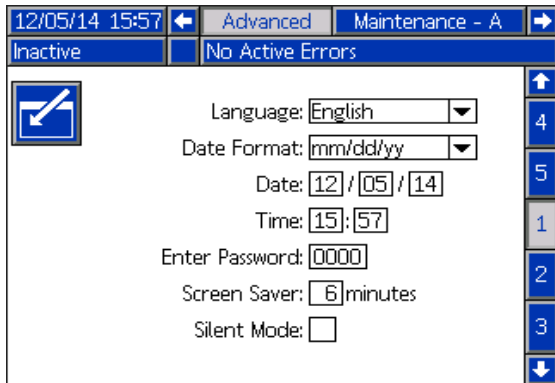 12/05/14 15:57 Advanced Maintenance - A
Inactive No Active Errors
Language: English
Date Format: mm/dd/yy
Date: 12 / 05 / 14
Time: 15 : 57
Enter Password: 0000
Screen Saver: 6 minutes
Silent Mode:
4
5
1
2
3